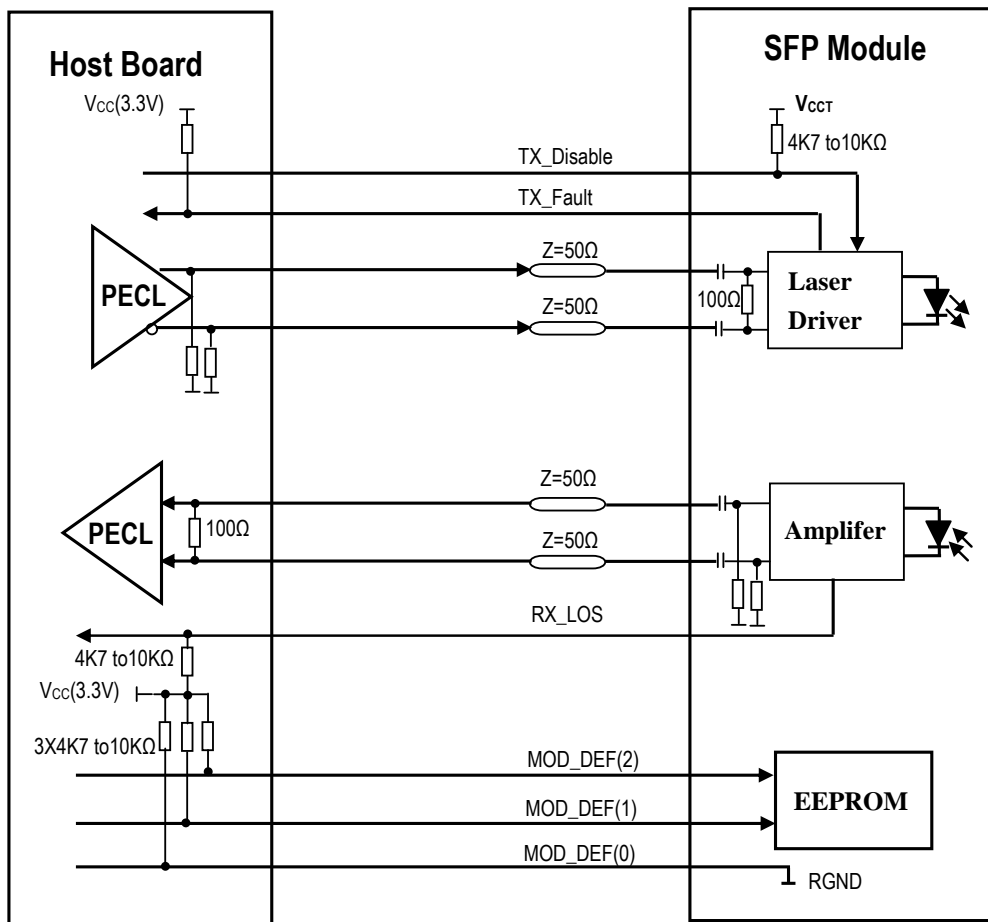 Host Board
SFP Module
VCC(3.3V)
VCCT
4K7 to10KΩ
TX_Disable
TX_Fault
Z=50Ω
PECL
100Ω
Laser
Driver
Z=50Ω
Z=50Ω
PECL
100Ω
Amplifer
Z=50Ω
RX_LOS
4K7 to10KΩ
VCC(3.3V)
3X4K7 to10KΩ
MOD_DEF(2)
EEPROM
MOD_DEF(1)
MOD_DEF(0)
RGND